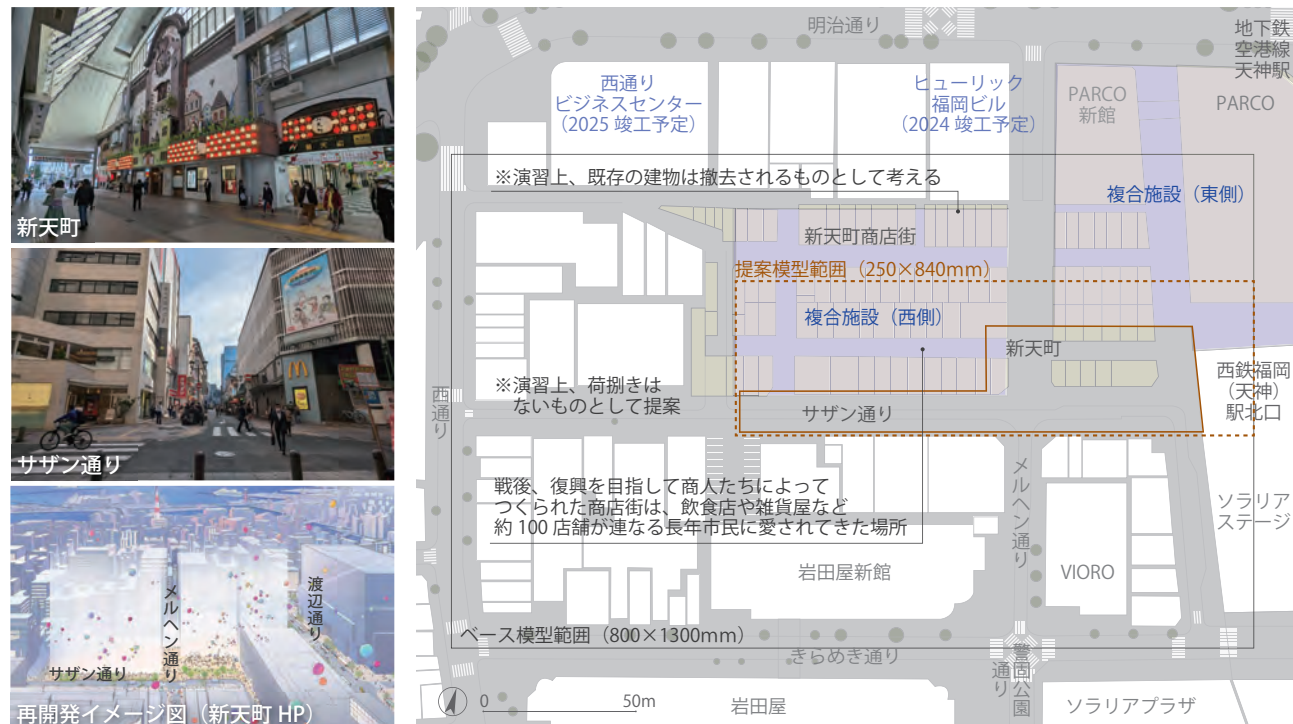 新天町
サザン通り
メルヘン通り
渡辺通り
サザン通り
再開発イメージ図（新天町 HP）
明治通り
地下鉄
空港線
天神駅
西通り
ビジネスセンター
（2025 竣工予定）
ヒューリック
福岡ビル
（2024 竣工予定）
PARCO
新館
PARCO
※演習上、既存の建物は撤去されるものとして考える
複合施設（東側）
新天町商店街
提案模型範囲（250×840mm）
複合施設（西側）
新天町
西鉄福岡
（天神）
駅北口
※演習上、荷捌きは
ないものとして提案
サザン通り
西通り
メルヘン通り
戦後、復興を目指して商人たちによって
つくられた商店街は、飲食店や雑貨屋など
約 100 店舗が連なる長年市民に愛されてきた場所
ソラリア
ステージ
岩田屋新館
VIORO
ベース模型範囲（800×1300mm）
きらめき通り
警固公園
通り
0
50m
岩田屋
ソラリアプラザ